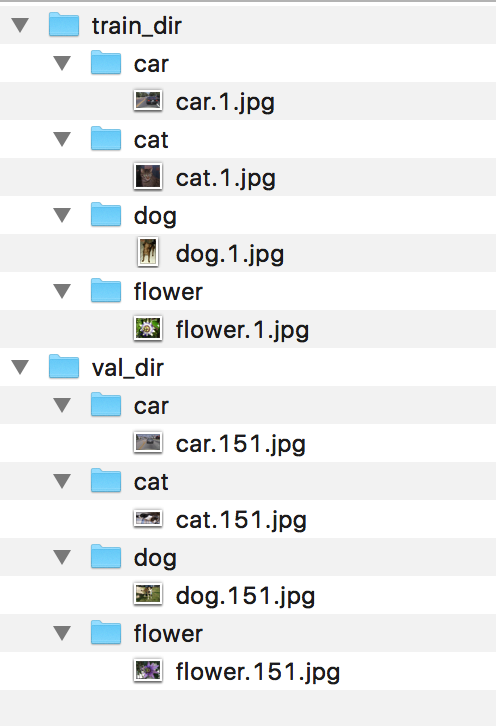 train_dir
car
car.1.jpg
cat
cat.1.jpg
dog
dog.1.jpg
flower
flower.1.jpg
val_dir
car
car.151.jpg
cat
cat.151.jpg
dog
dog.151.jpg
flower
flower.151.jpg